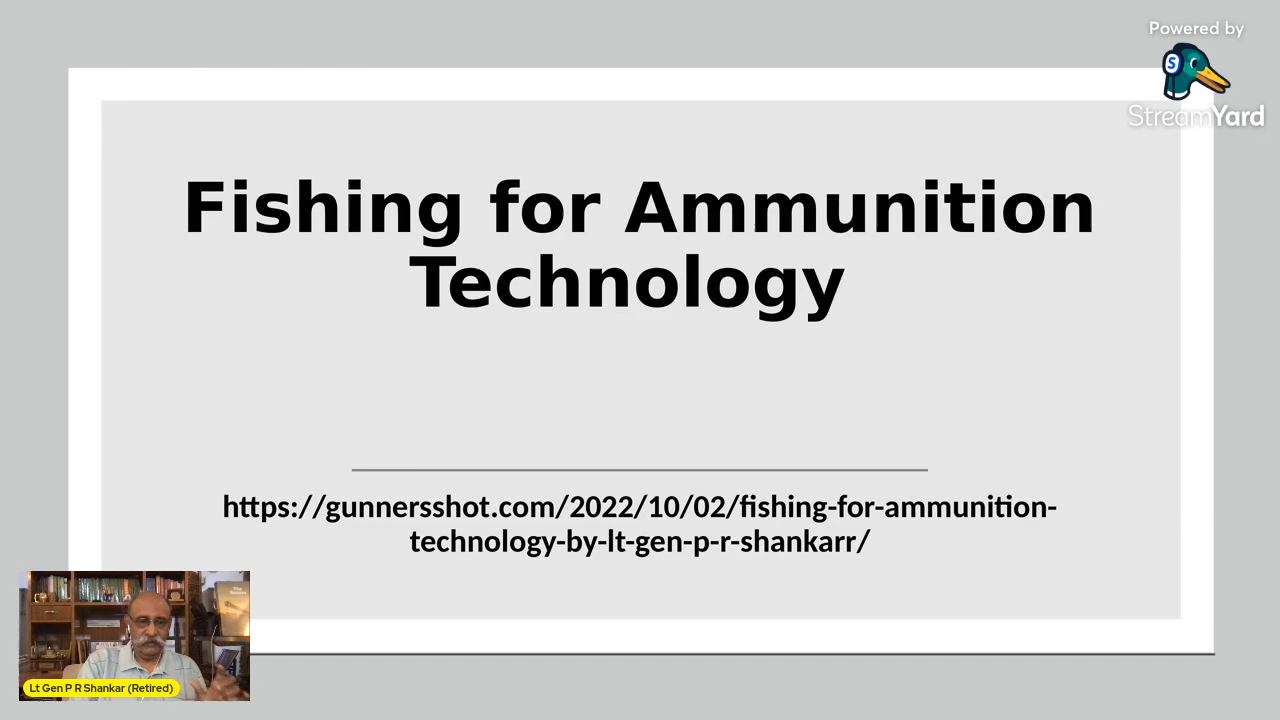 Powered by
StreamYard
Fishing for Ammunition
Technology
https://gunnersshot.com/2022/10/02/fishing-for-ammunition-
technology-by-lt-gen-p-r-shankarr/
Lt Gen P R Shankar (Retired)